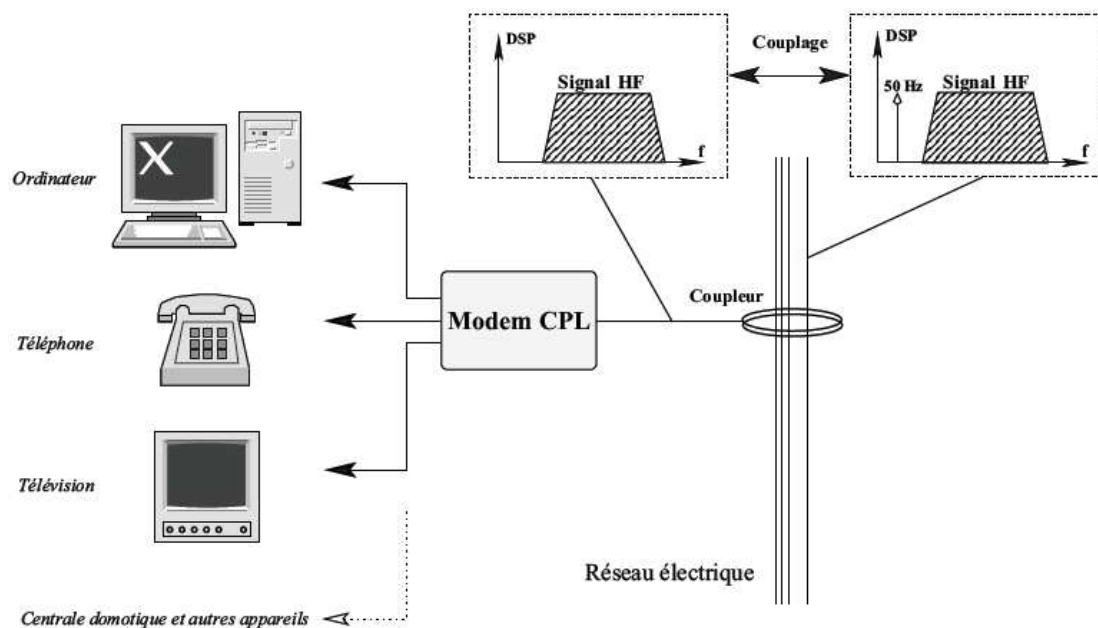 DSP
Signal HF
f
Couplage
DSP
50 Hz
Signal HF
f
Ordinateur
X
Téléphone
Télévision
Centrale domotique et autres appareils
Modem CPL
Coupleur
Réseau électrique